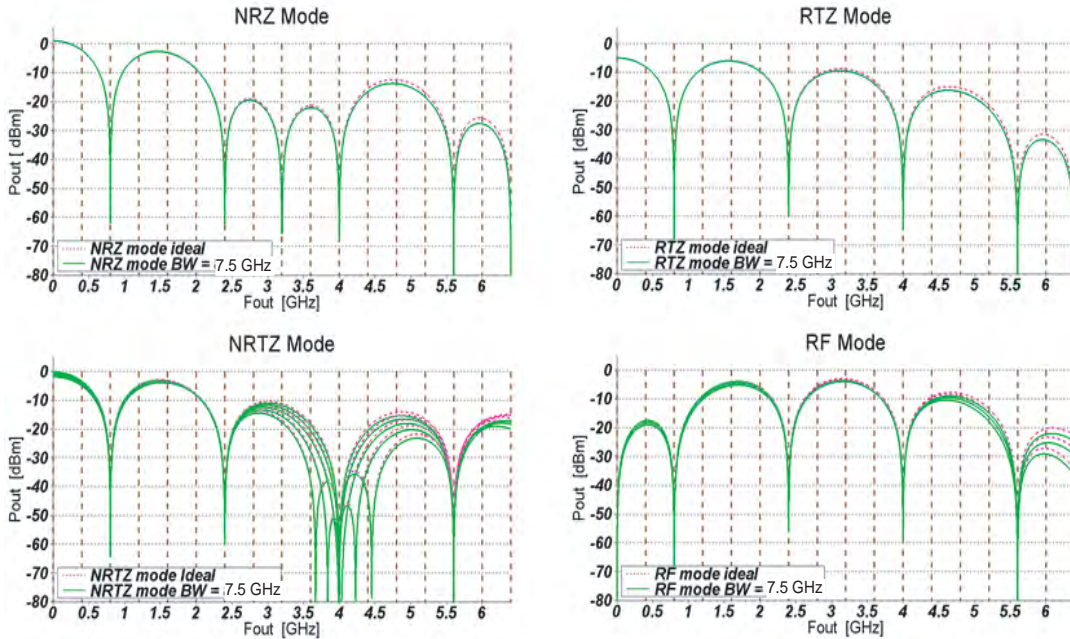 NRZ Mode
Pout [ dBm]
0
-10
-20
-30
-40
-50
-60
-70
-80
NRZ mode ideal
NRZ mode BW = 7.5 GHz
0 0.5 1 1.5 2 2.5 3 3.5 4 4.5 5 5.5 6
Fout [GHz]
RTZ Mode
Pout [dBm]
0
-10
-20
-30
-40
-50
-60
-70
-80
RTZ mode ideal
RTZ mode BW = 7.5 GHz
0 0.5 1 1.5 2 2.5 3 3.5 4 4.5 5 5.5 6
Fout [GHz]
NRTZ Mode
Pout [dBm]
0
-10
-20
-30
-40
-50
-60
-70
-80
NRTZ mode Ideal
NRTZ mode BW = 7.5 GHz
0 0.5 1 1.5 2 2.5 3 3.5 4 4.5 5 5.5 6
Fout [GHz]
RF Mode
Pout [dBm]
0
-10
-20
-30
-40
-50
-60
-70
-80
RF mode ideal
RF mode BW = 7.5 GHz
0 0.5 1 1.5 2 2.5 3 3.5 4 4.5 5 5.5 6
Fout [GHz]